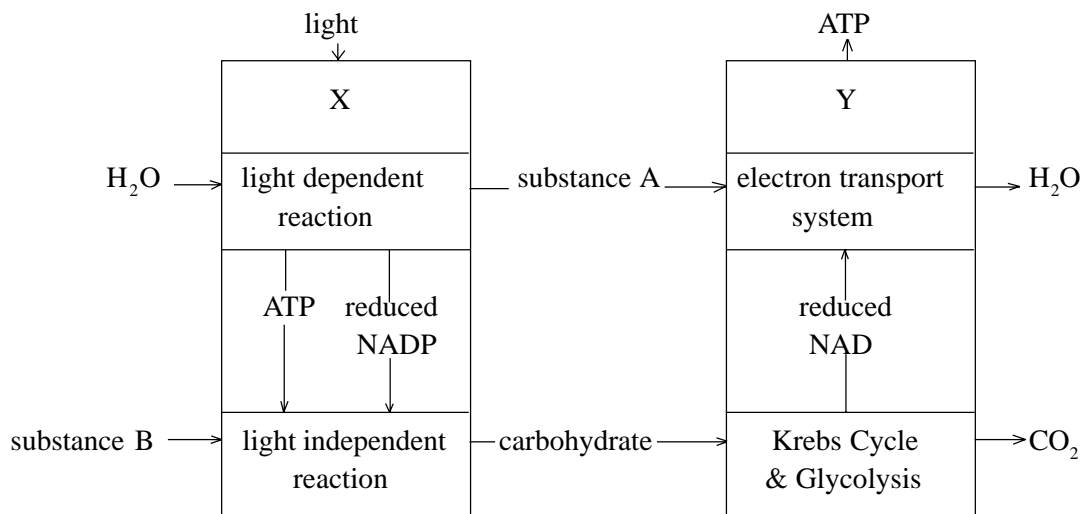 light
ATP
X
Y
H₂O
light dependent
reaction
substance A
electron transport
system
H₂O
ATP
reduced
NADP
reduced
NAD
substance B
light independent
reaction
carbohydrate
Krebs Cycle
& Glycolysis
CO₂